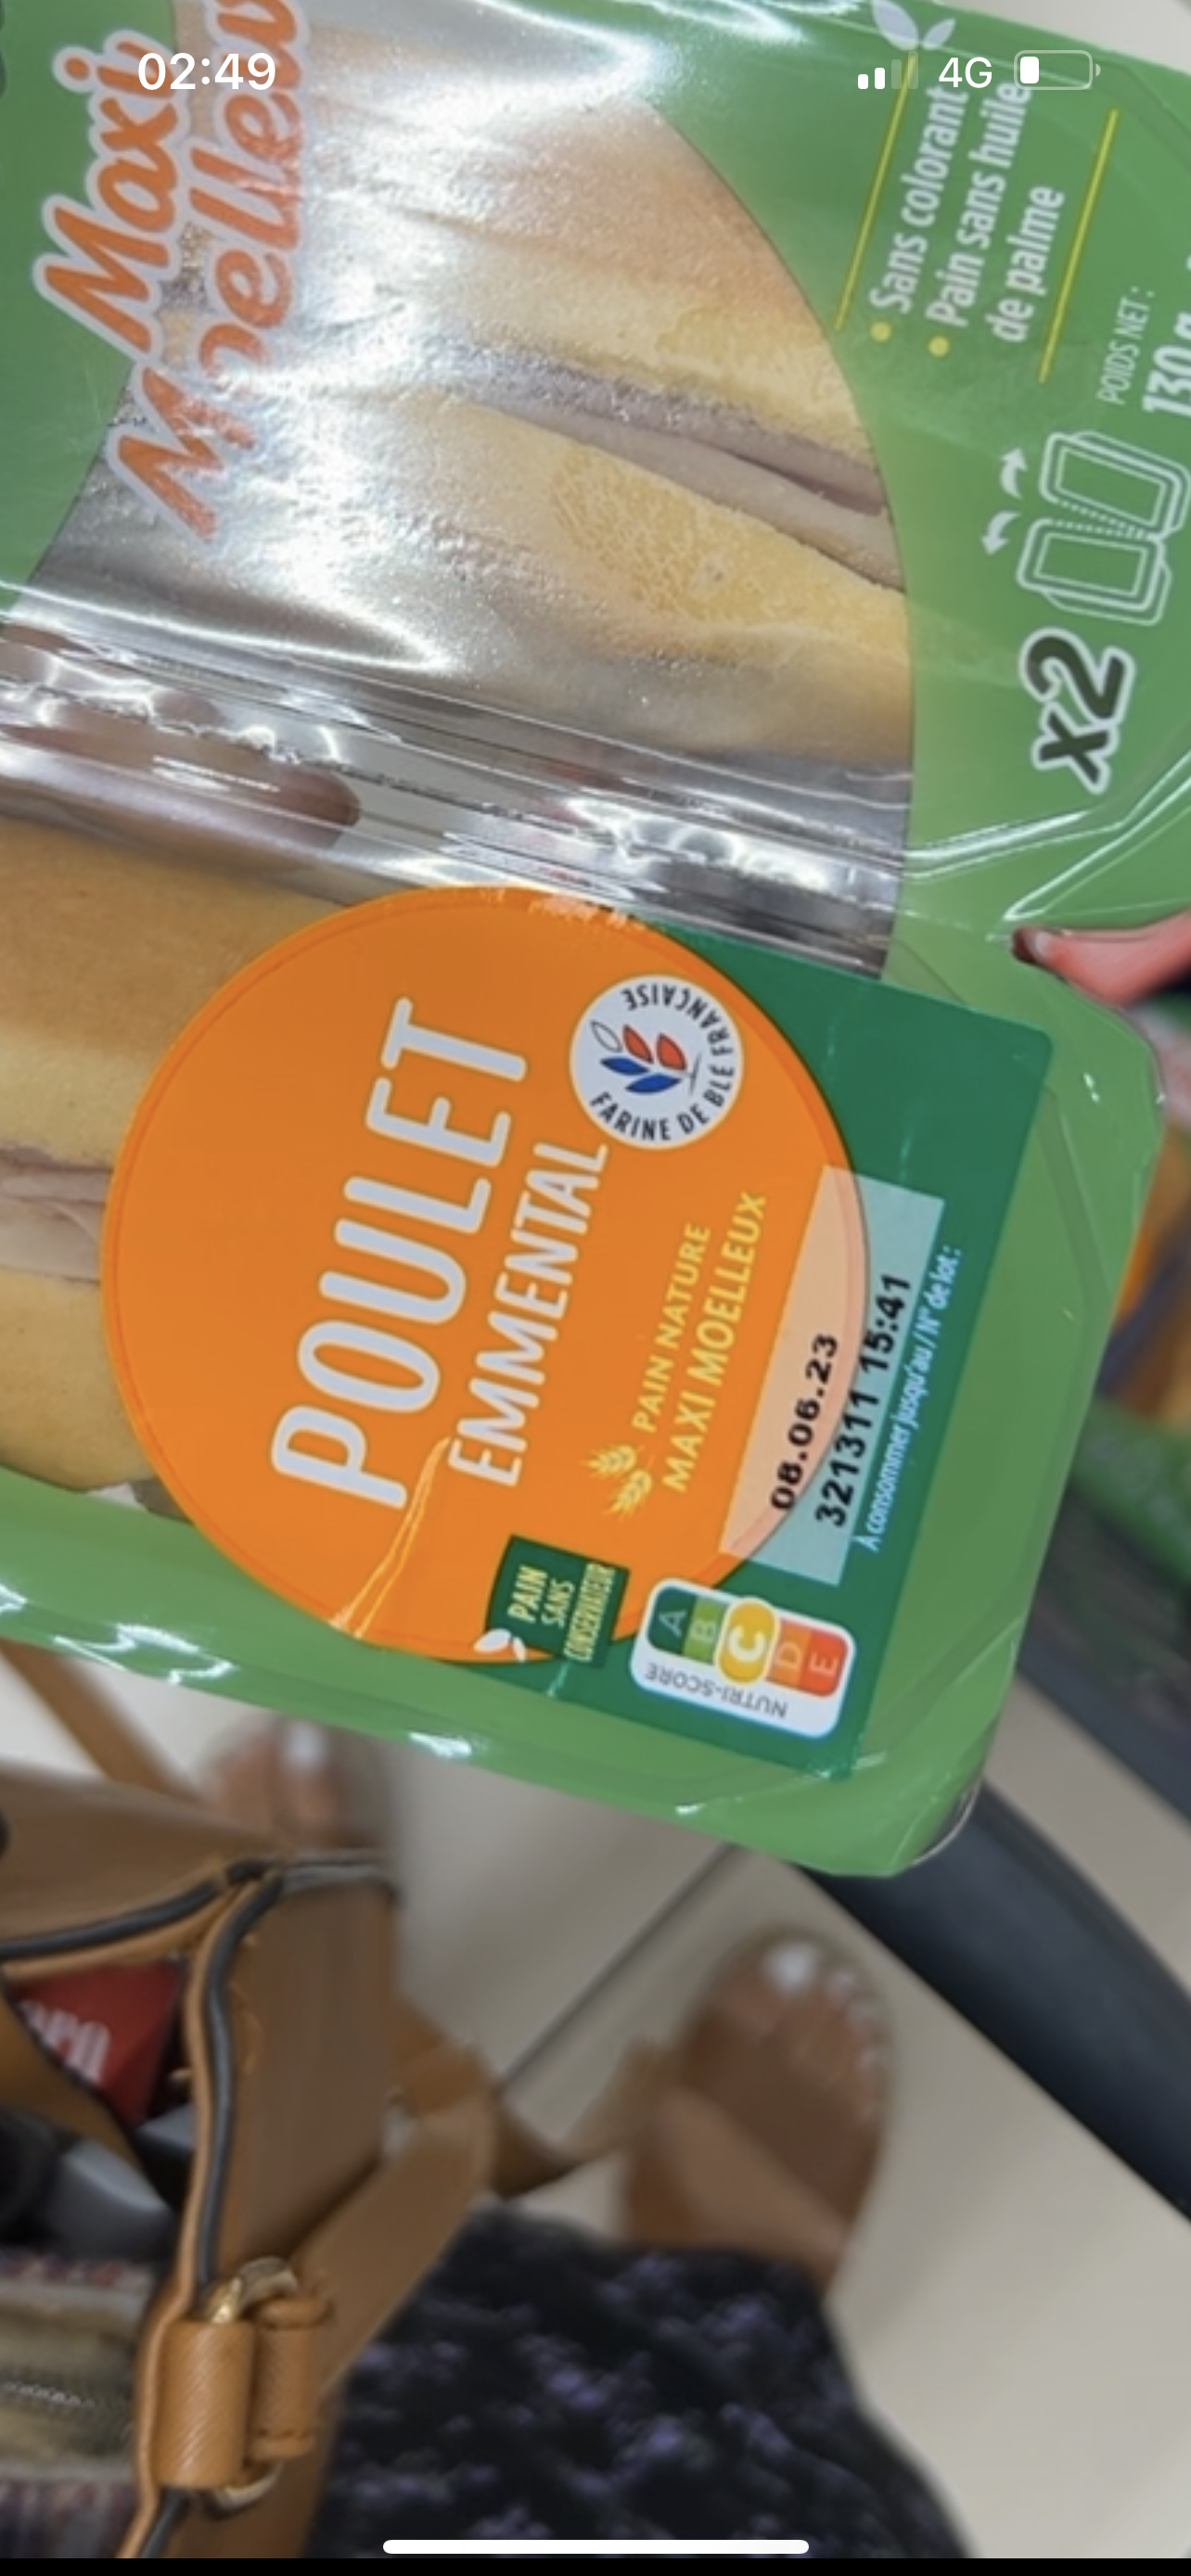 02:49
4G
Maxi
Moelleux
• Sans colorant
• Pain sans huile
de palme
POIDS NET :
130 g
x2
POULET
EMMENTAL
FARINE DE BLÉ FRANÇAISE
PAIN NATURE
MAXI MOELLEUX
08.06.23
321311 15:41
À consommer jusqu'au / N° de lot :
PAIN
SANS
CONSERVATEUR
A B C D E
NUTRI-SCORE